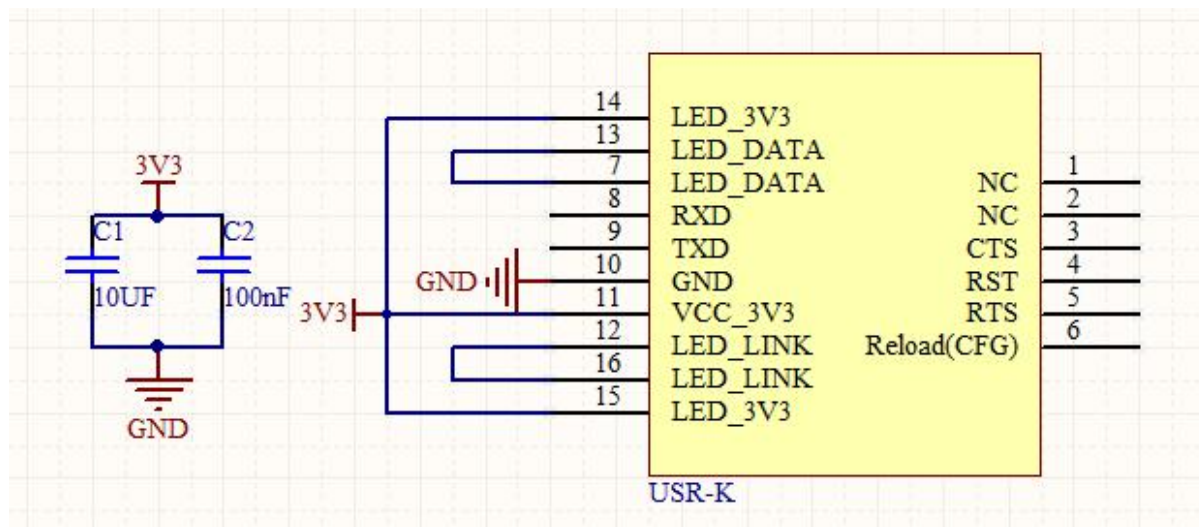 3V3
C1
C2
10UF
100nF
GND
3V3
GND
14
13
7
8
9
10
11
12
16
15
LED_3V3
LED_DATA
LED_DATA
RXD
TXD
GND
VCC_3V3
LED_LINK
LED_LINK
LED_3V3
NC
NC
CTS
RST
RTS
Reload(CFG)
1
2
3
4
5
6
USR-K